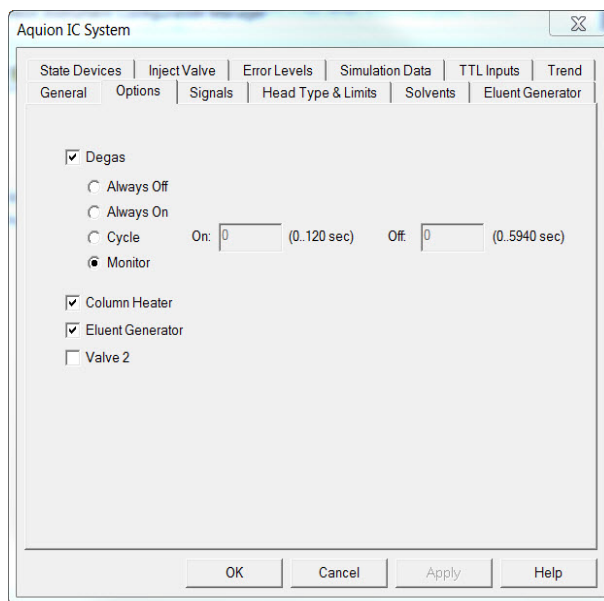 Aquion IC System
State Devices Inject Valve Error Levels Simulation Data TTL Inputs Trend
General Options Signals Head Type & Limits Solvents Eluent Generator
Degas
Always Off
Always On
Cycle On: 0 (0..120 sec) Off: 0 (0..5940 sec)
Monitor
Column Heater
Eluent Generator
Valve 2
OK Cancel Apply Help